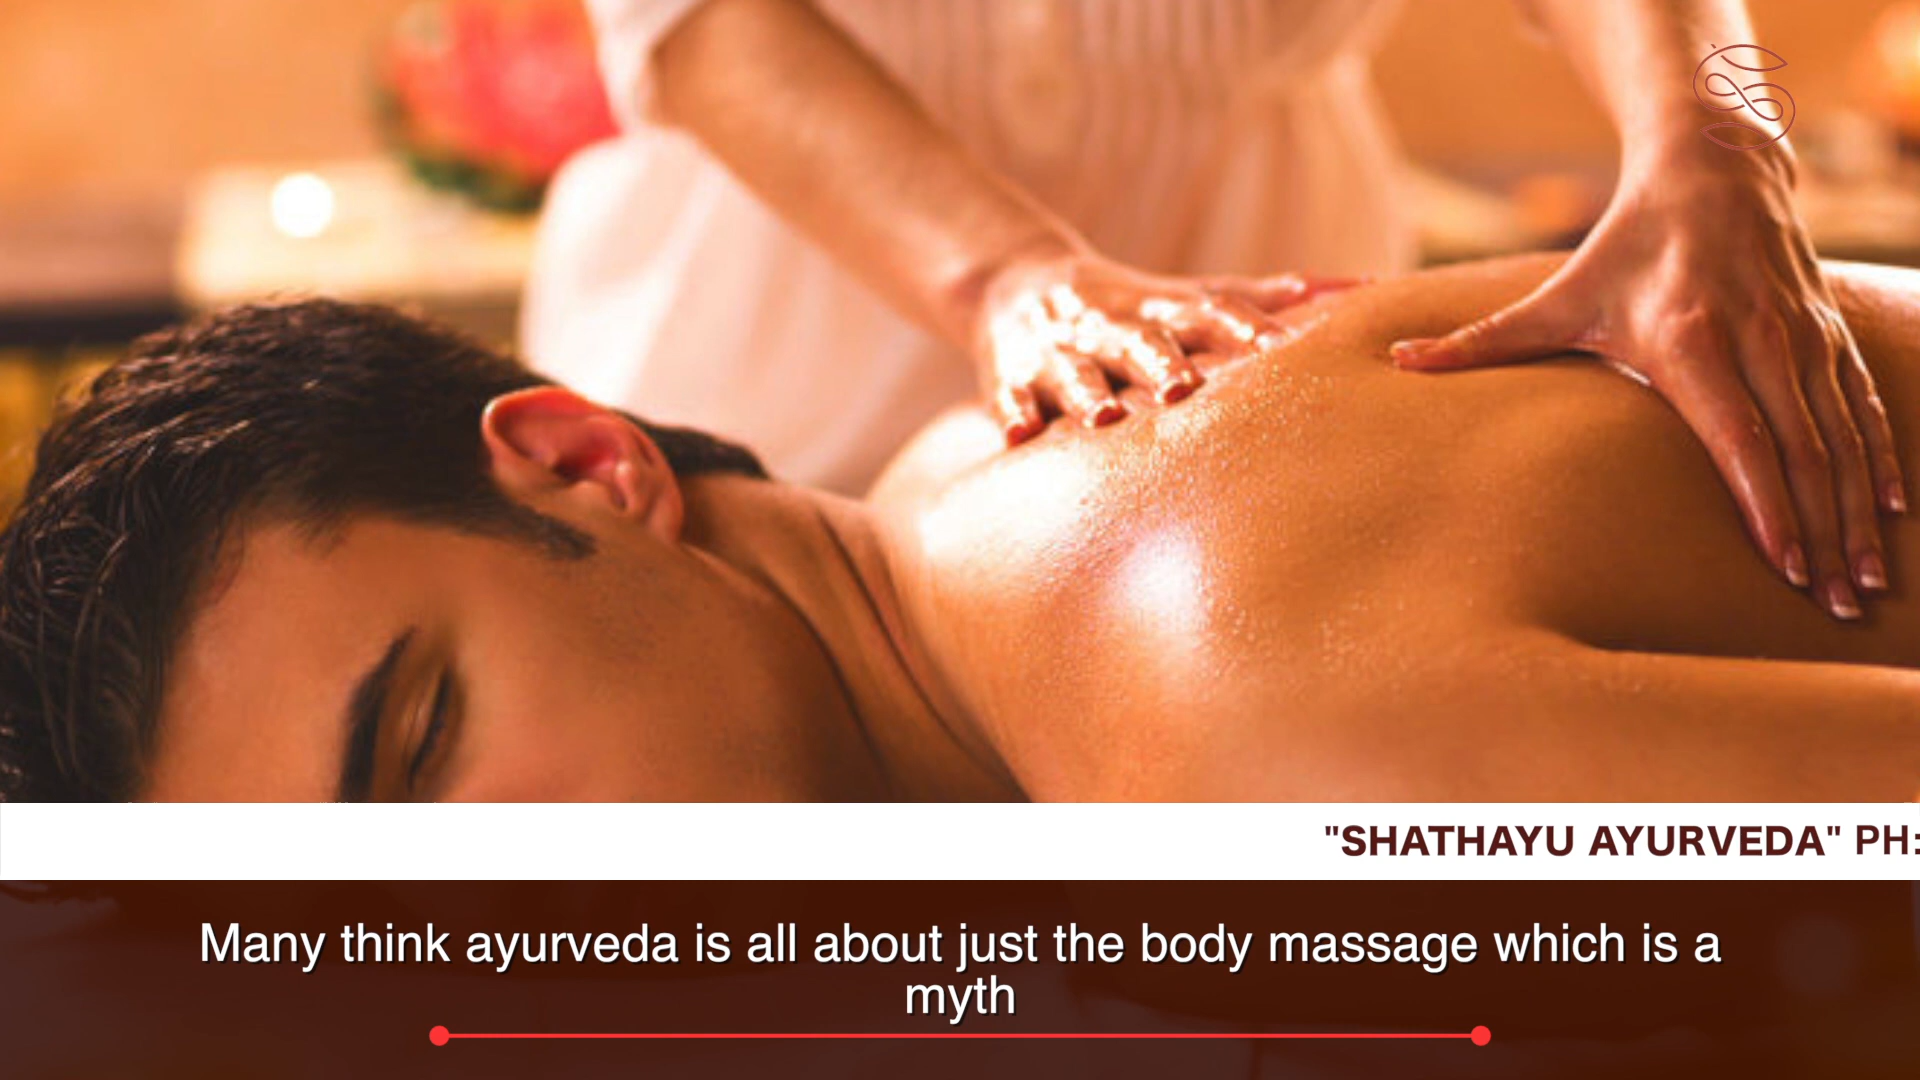 "SHATHAYU AYURVEDA" PH:
Many think ayurveda is all about just the body massage which is a
myth